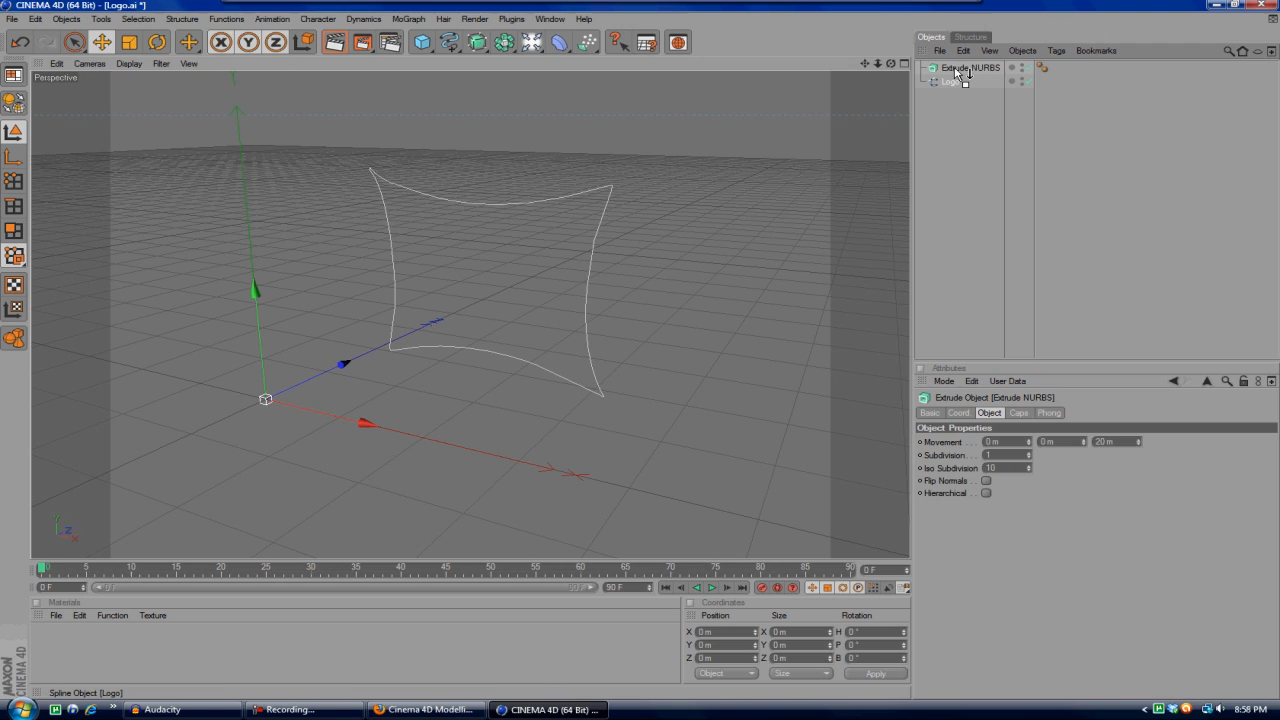 CINEMA 4D (64 Bit) - [Logo.ai *]
File Edit Objects Tools Selection Structure Functions Animation Character Dynamics MoGraph Hair Render Plugins Window Help
Objects Structure
File Edit View Objects Tags Bookmarks
Edit Cameras Display Filter View
Perspective
Extrude NURBS
Logo
Attributes
Mode Edit User Data
Extrude Object [Extrude NURBS]
Basic Coord. Object Caps Phong
Object Properties
Movement . . . 0 m 0 m 20 m
Subdivision . . 1
Iso Subdivision 10
Flip Normals . .
Hierarchical . .
Y Z X
0 5 10 15 20 25 30 35 40 45 50 55 60 65 70 75 80 85 90 0 F
0 F 0 F 90 F 90 F
Materials
File Edit Function Texture
Coordinates
Position Size Rotation
X 0 m X 0 m H 0 °
Y 0 m Y 0 m P 0 °
Z 0 m Z 0 m B 0 °
Object Size Apply
MAXON CINEMA 4D
Spline Object [Logo]
Audacity Recording... Cinema 4D Modelli... CINEMA 4D (64 Bit) ... 8:58 PM